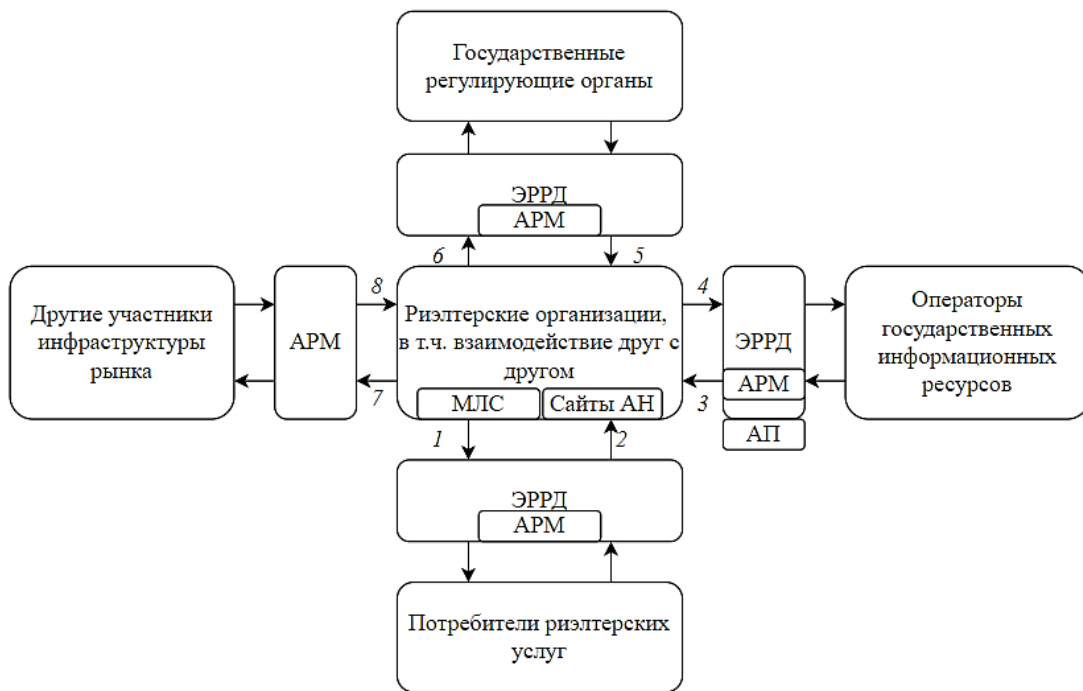 Государственные
регулирующие органы
ЭРРД
АРМ
6
5
Другие участники
инфраструктуры
рынка
АРМ
8
7
Риэлтерские организации,
в т.ч. взаимодействие друг с
другом
МЛС
Сайты АН
4
3
ЭРРД
АРМ
АП
Операторы
государственных
информационных
ресурсов
1
2
ЭРРД
АРМ
Потребители риэлтерских
услуг